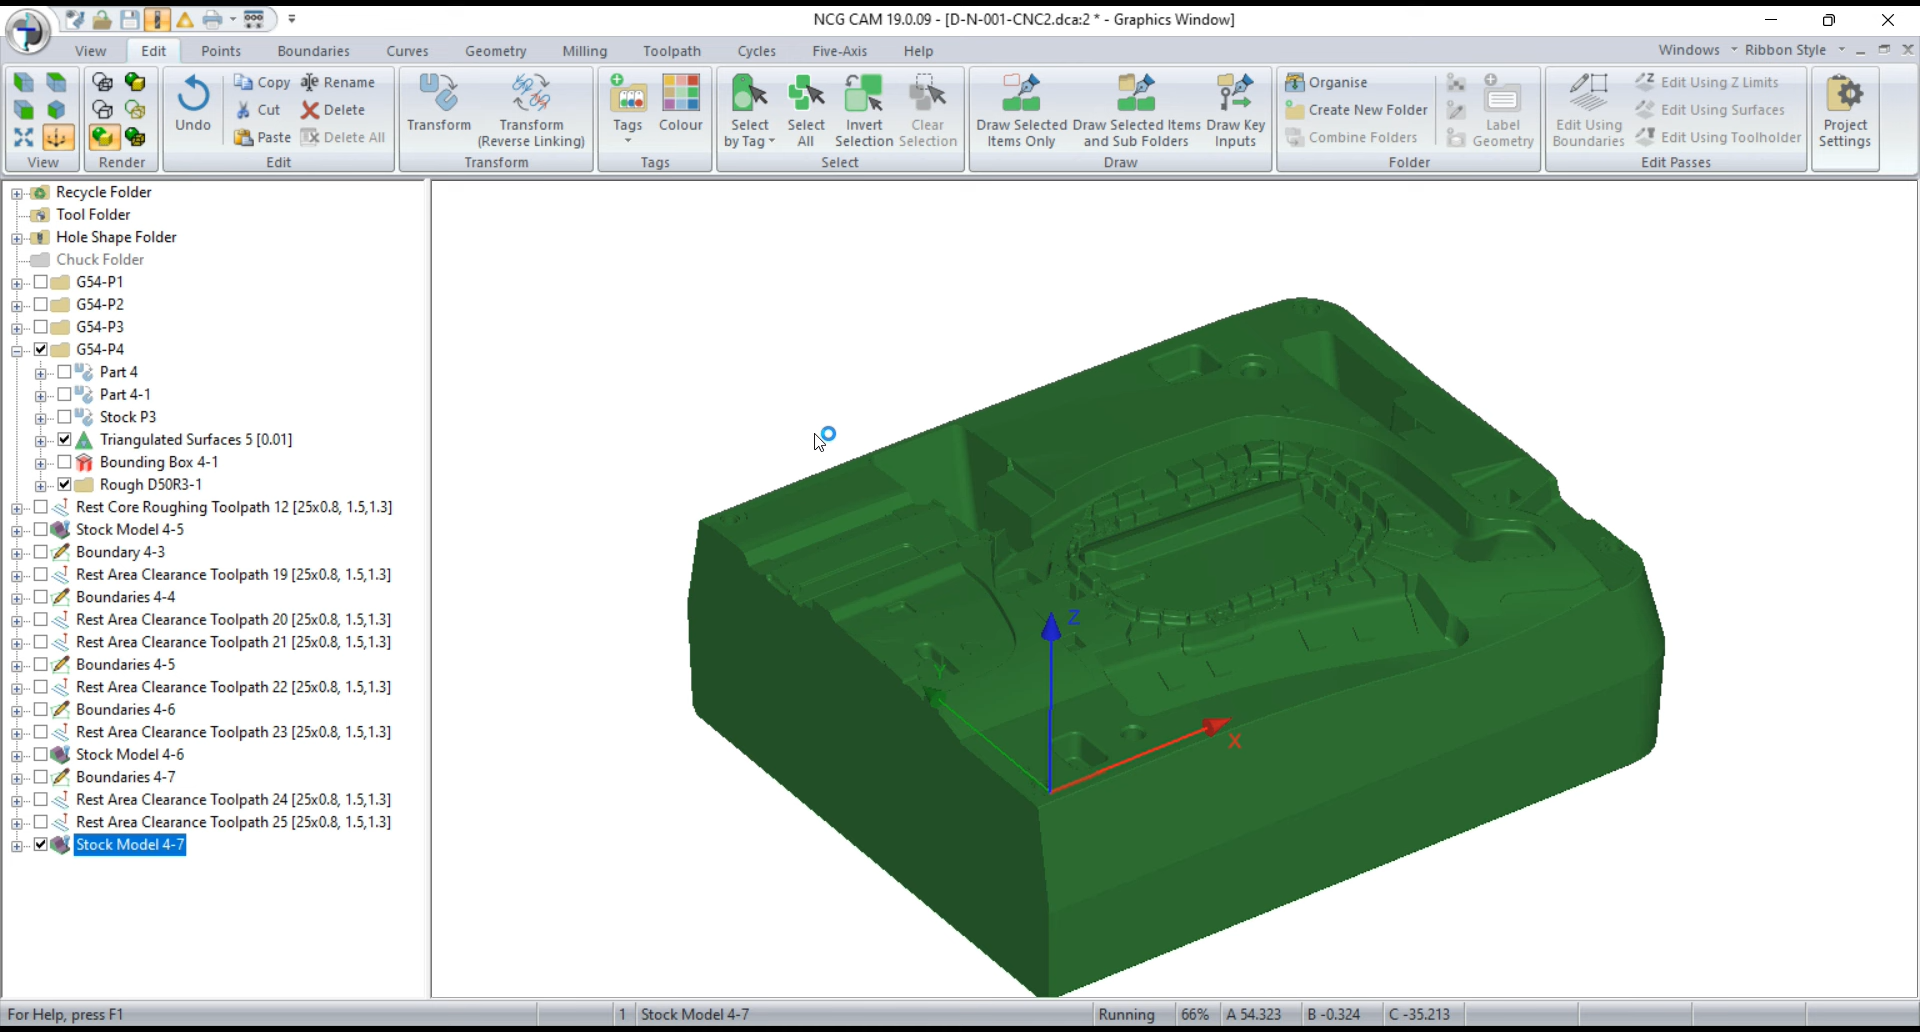 NCG CAM 19.0.09 - [D-N-001-CNC2.dca:2 * - Graphics Window]
View Edit Points Boundaries Curves Geometry Milling Toolpath Cycles Five-Axis Help Windows Ribbon Style
Undo
Copy Rename
Cut Delete
Paste Delete All
Transform
Transform (Reverse Linking)
Tags
Colour
Select by Tag
Select All
Invert Selection
Clear Selection
Draw Selected Items Only
Draw Selected Items and Sub Folders
Draw Key Inputs
Organise
Create New Folder
Combine Folders
Label Geometry
Edit Using Boundaries
Edit Using Z Limits
Edit Using Surfaces
Edit Using Toolholder
Project Settings
View Render Edit Transform Tags Select Draw Folder Edit Passes
Recycle Folder
Tool Folder
Hole Shape Folder
Chuck Folder
G54-P1
G54-P2
G54-P3
G54-P4
Part 4
Part 4-1
Stock P3
Triangulated Surfaces 5 [0.01]
Bounding Box 4-1
Rough D50R3-1
Rest Core Roughing Toolpath 12 [25x0.8, 1.5,1.3]
Stock Model 4-5
Boundary 4-3
Rest Area Clearance Toolpath 19 [25x0.8, 1.5,1.3]
Boundaries 4-4
Rest Area Clearance Toolpath 20 [25x0.8, 1.5,1.3]
Rest Area Clearance Toolpath 21 [25x0.8, 1.5,1.3]
Boundaries 4-5
Rest Area Clearance Toolpath 22 [25x0.8, 1.5,1.3]
Boundaries 4-6
Rest Area Clearance Toolpath 23 [25x0.8, 1.5,1.3]
Stock Model 4-6
Boundaries 4-7
Rest Area Clearance Toolpath 24 [25x0.8, 1.5,1.3]
Rest Area Clearance Toolpath 25 [25x0.8, 1.5,1.3]
Stock Model 4-7
Z
Y
X
For Help, press F1 1 Stock Model 4-7 Running 66% A 54.323 B -0.324 C -35.213